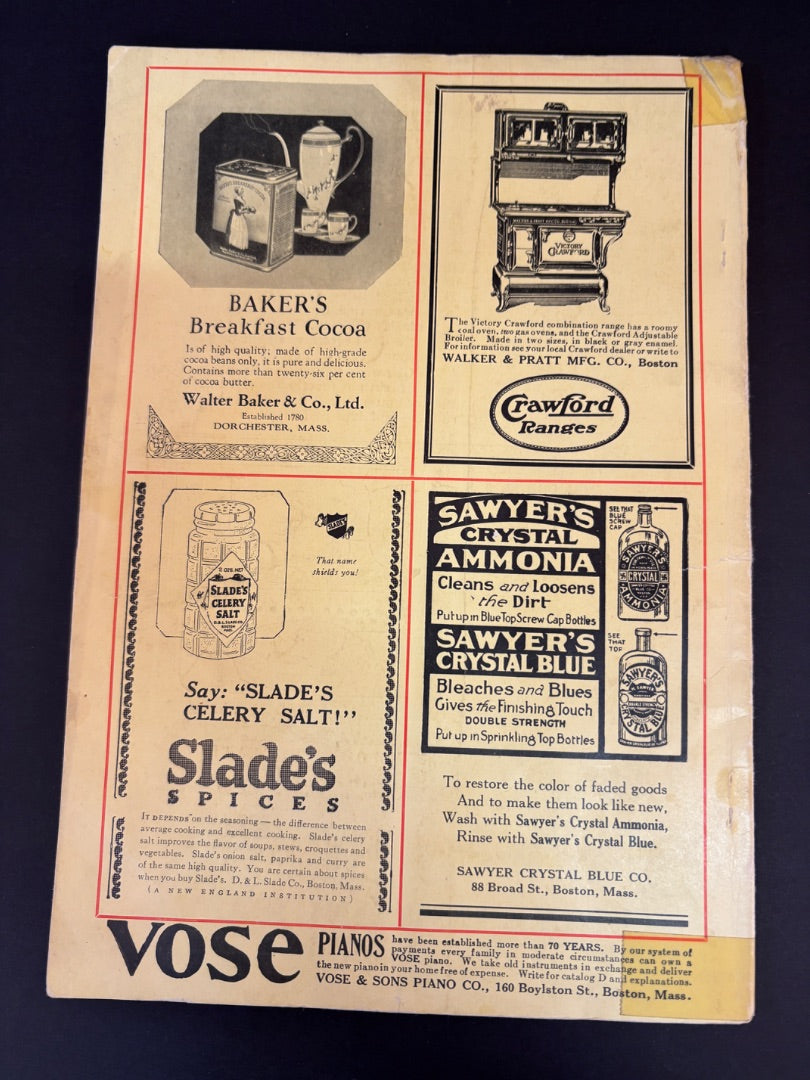 BAKER'S
Breakfast Cocoa
Is of high quality; made of high-grade
cocoa beans only, it is pure and delicious.
Contains more than twenty-six per cent
of cocoa butter.
Walter Baker & Co., Ltd.
Established 1780
DORCHESTER, MASS.
VICTORY
CRAWFORD
The Victory Crawford combination range has a roomy
coal oven, two gas ovens, and the Crawford Adjustable
Broiler. Made in two sizes, in black or gray enamel.
For information see your local Crawford dealer or write to
WALKER & PRATT MFG. CO., Boston
Crawford
Ranges
SLADE'S
That name
shields you!
SLADE'S
CELERY
SALT
D. & L. SLADE CO.
BOSTON
MASS.
Say: "SLADE'S
CELERY SALT!"
Slade's
SPICES
IT DEPENDS on the seasoning — the difference between
average cooking and excellent cooking. Slade's celery
salt improves the flavor of soups, stews, croquettes and
vegetables. Slade's onion salt, paprika and curry are
of the same high quality. You are certain about spices
when you buy Slade's. D. & L. Slade Co., Boston, Mass.
(A NEW ENGLAND INSTITUTION)
SAWYER'S
CRYSTAL
AMMONIA
Cleans and Loosens
the Dirt
Put up in Blue Top Screw Cap Bottles
SAWYER'S
CRYSTAL BLUE
Bleaches and Blues
Gives the Finishing Touch
DOUBLE STRENGTH
Put up in Sprinkling Top Bottles
SEE THAT
BLUE
SCREW
CAP
SAWYER'S
CRYSTAL
AMMONIA
SEE
THAT
TOP
SAWYER'S
CRYSTAL BLUE
To restore the color of faded goods
And to make them look like new,
Wash with Sawyer's Crystal Ammonia,
Rinse with Sawyer's Crystal Blue.
SAWYER CRYSTAL BLUE CO.
88 Broad St., Boston, Mass.
VOSE
PIANOS have been established more than 70 YEARS. By our system of
payments every family in moderate circumstances can own a
VOSE piano. We take old instruments in exchange and deliver
the new piano in your home free of expense. Write for catalog D and explanations.
VOSE & SONS PIANO CO., 160 Boylston St., Boston, Mass.